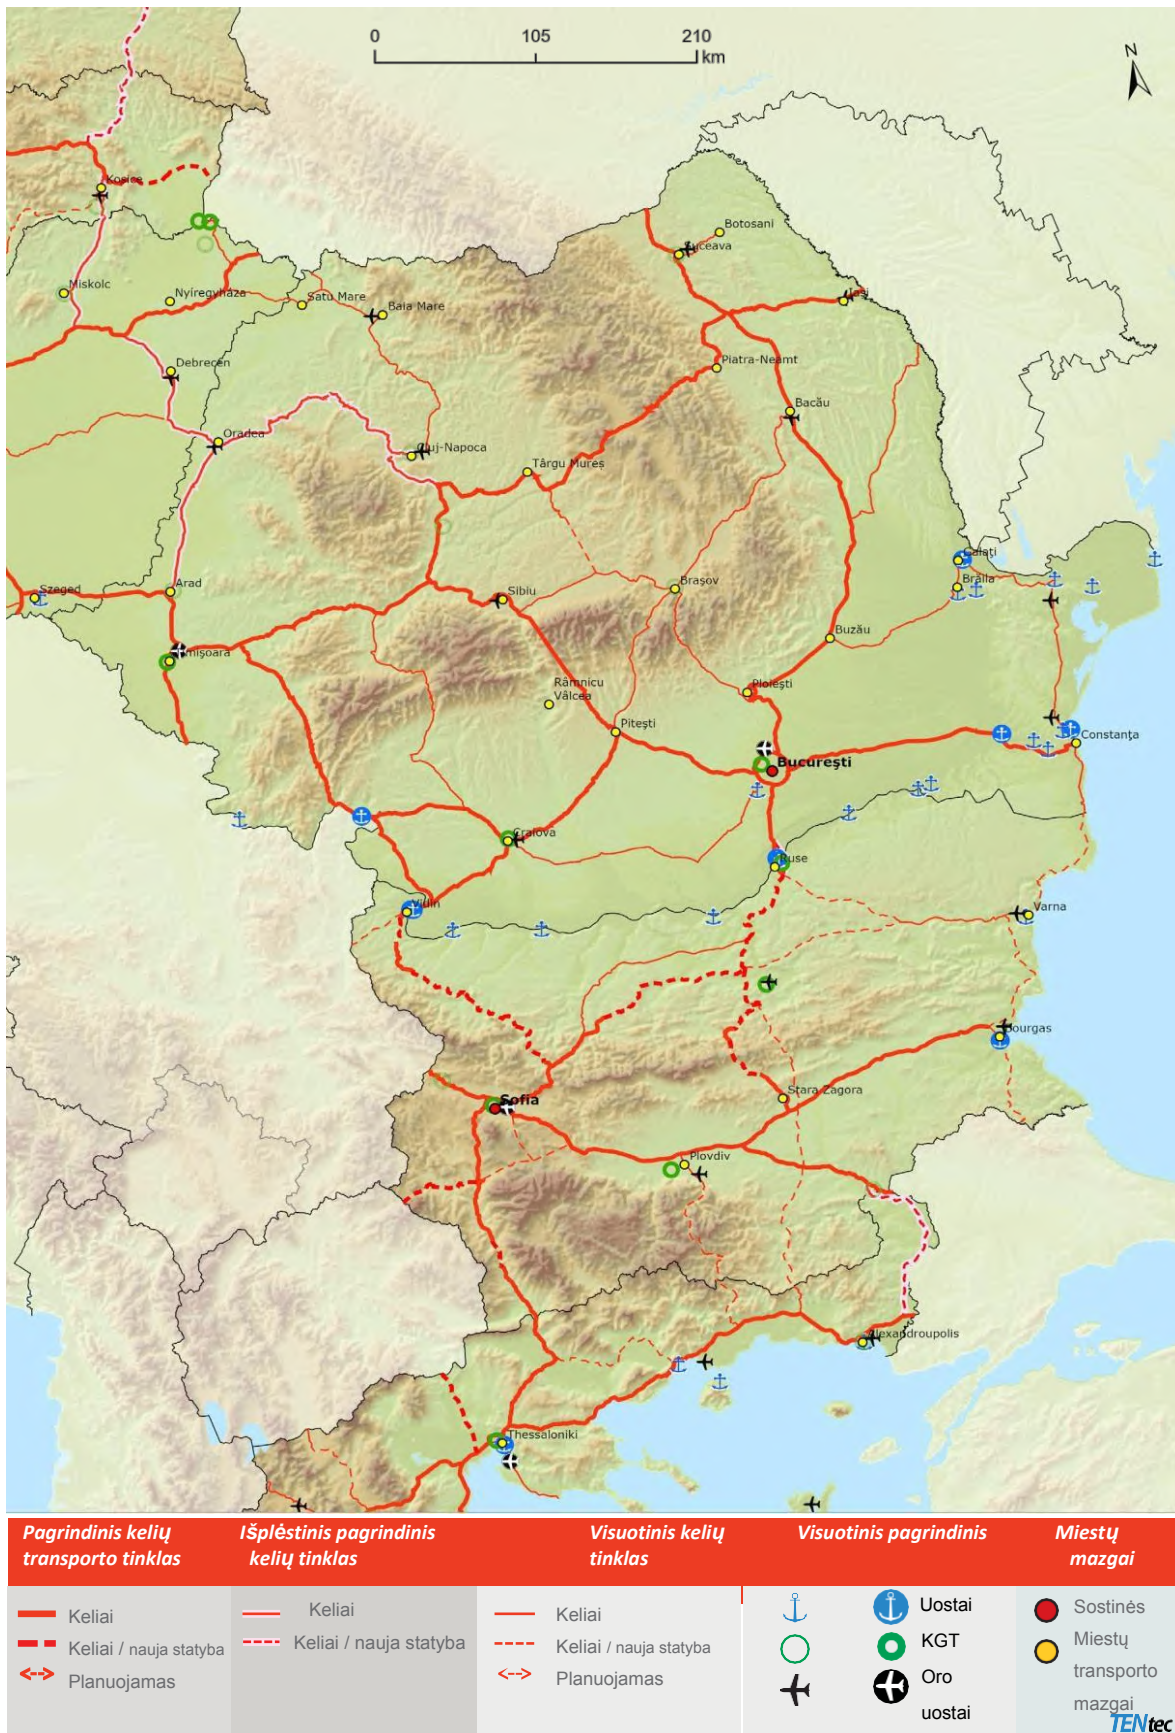 0 105 210
km
N
Kosice
Botosani
Suceava
Miskolc
Nyíregyháza
Satu Mare
Baia Mare
Iași
Debrecen
Piatra-Neamt
Bacău
Oradea
Cluj-Napoca
Târgu Mureș
Galați
Brăila
Szeged
Arad
Sibiu
Brașov
Timișoara
Buzău
Râmnicu
Vâlcea
Ploiești
Pitești
Constanța
București
Craiova
Ruse
Vidin
Varna
Bourgas
Sofia
Stara Zagora
Plovdiv
Alexandroupolis
Thessaloniki
Pagrindinis kelių
transporto tinklas
Išplėstinis pagrindinis
kelių tinklas
Visuotinis kelių
tinklas
Visuotinis pagrindinis
Miestų
mazgai
Keliai
Keliai / nauja statyba
Planuojamas
Keliai
Keliai / nauja statyba
Keliai
Keliai / nauja statyba
Planuojamas
Uostai
KGT
Oro
uostai
Sostinės
Miestų
transporto
mazgai
TENtec